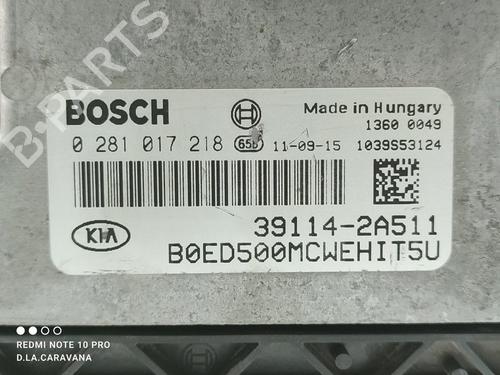 B-PARTS
BOSCH
Made in Hungary
1360 0049
0 281 017 218 65B 11-09-15 1039S53124
KIA
39114-2A511
B0ED500MCWEHIT5U
REDMI NOTE 10 PRO
D.LA.CARAVANA